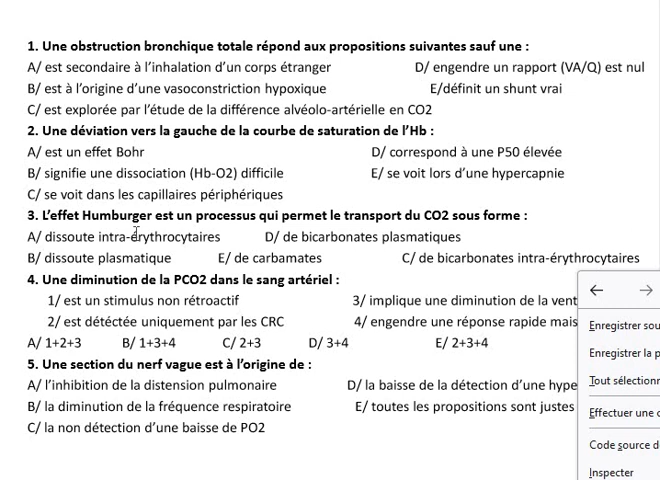 1. Une obstruction bronchique totale répond aux propositions suivantes sauf une :
A/ est secondaire à l'inhalation d'un corps étranger D/ engendre un rapport (VA/Q) est nul
B/ est à l'origine d'une vasoconstriction hypoxique E/définit un shunt vrai
C/ est explorée par l'étude de la différence alvéolo-artérielle en CO2
2. Une déviation vers la gauche de la courbe de saturation de l'Hb :
A/ est un effet Bohr D/ correspond à une P50 élevée
B/ signifie une dissociation (Hb-O2) difficile E/ se voit lors d'une hypercapnie
C/ se voit dans les capillaires périphériques
3. L'effet Humburger est un processus qui permet le transport du CO2 sous forme :
A/ dissoute intra-érythrocytaires D/ de bicarbonates plasmatiques
B/ dissoute plasmatique E/ de carbamates C/ de bicarbonates intra-érythrocytaires
4. Une diminution de la PCO2 dans le sang artériel :
1/ est un stimulus non rétroactif 3/ implique une diminution de la vent
2/ est détéctée uniquement par les CRC 4/ engendre une réponse rapide mais
A/ 1+2+3 B/ 1+3+4 C/ 2+3 D/ 3+4 E/ 2+3+4
5. Une section du nerf vague est à l'origine de :
A/ l'inhibition de la distension pulmonaire D/ la baisse de la détection d'une hype
B/ la diminution de la fréquence respiratoire E/ toutes les propositions sont justes
C/ la non détection d'une baisse de PO2
Enregistrer sou
Enregistrer la p
Tout sélection
Effectuer une c
Code source d
Inspecter